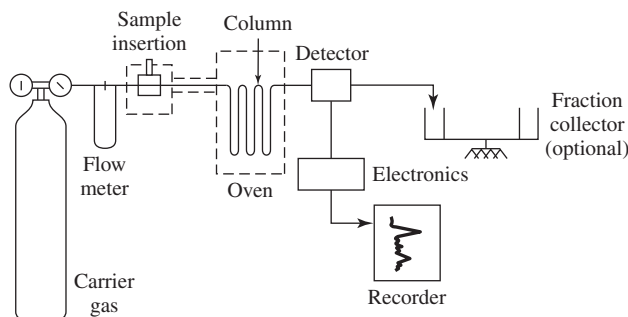 Sample
insertion
Column
Detector
Flow
meter
Oven
Electronics
Fraction
collector
(optional)
Carrier
gas
Recorder